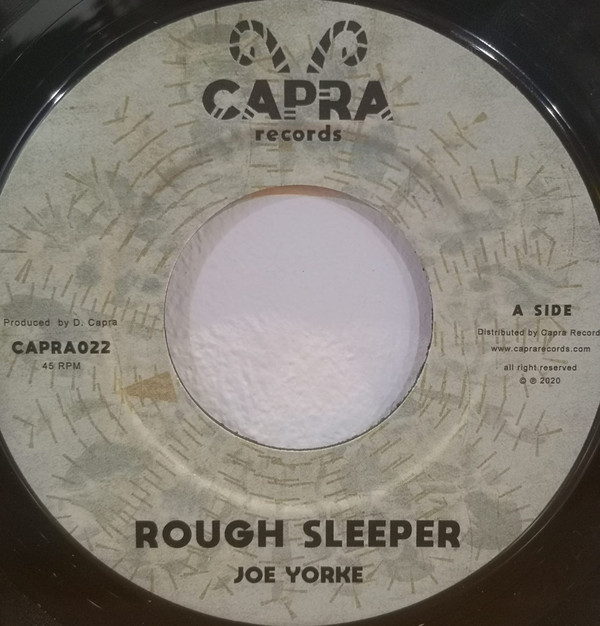 CAPRA
records
Produced by D. Capra
CAPRA022
45 RPM
A SIDE
Distributed by Capra Record
www.caprarecords.com
all right reserved
© ℗ 2020
ROUGH SLEEPER
JOE YORKE